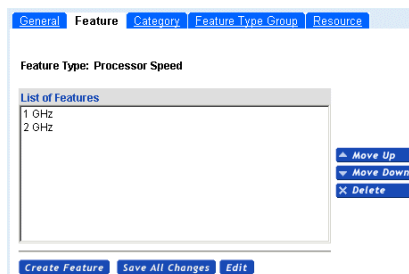 General Feature Category Feature Type Group Resource
Feature Type: Processor Speed
List of Features
1 GHz
2 GHz
Move Up
Move Down
Delete
Create Feature Save All Changes Edit